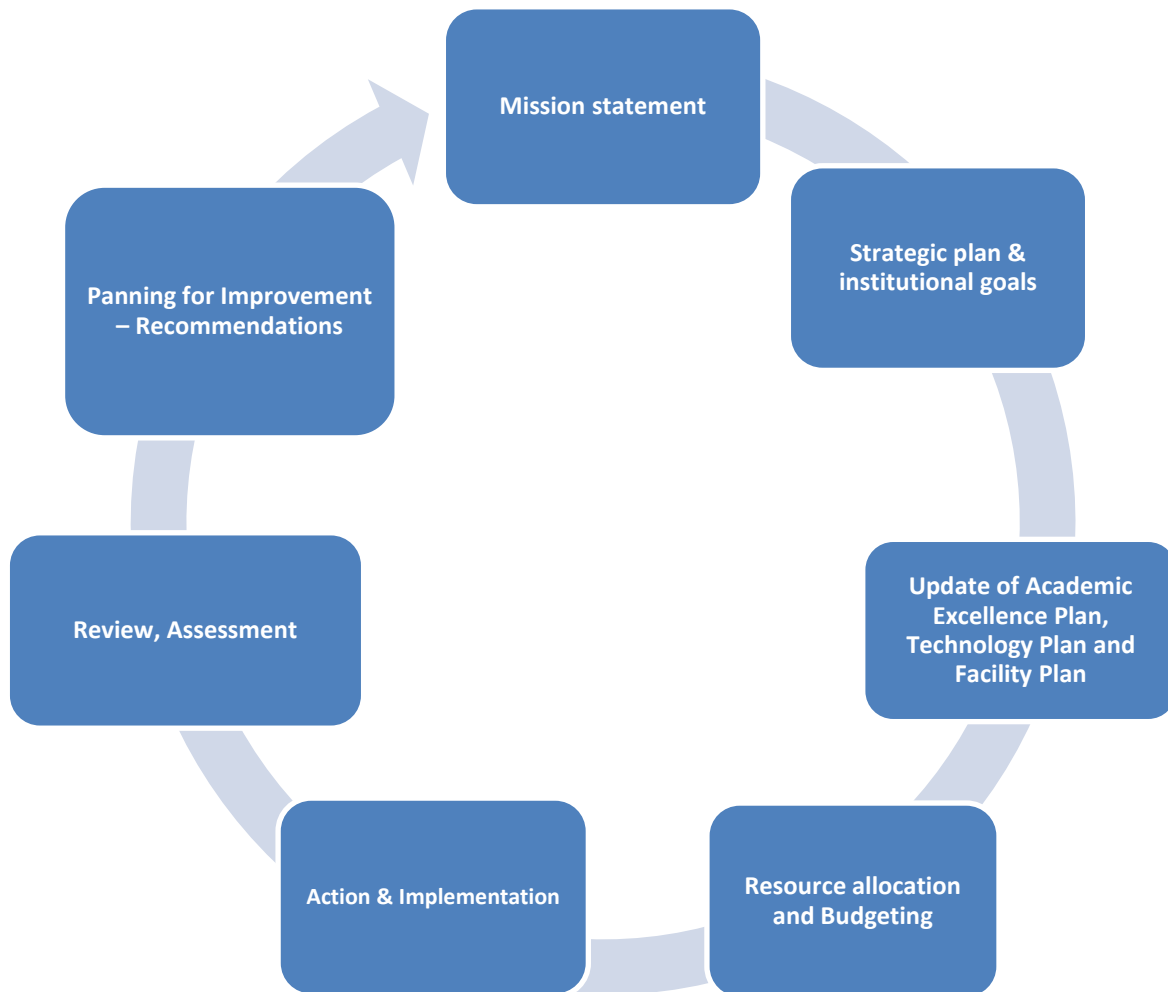 Mission statement
Strategic plan &
institutional goals
Update of Academic
Excellence Plan,
Technology Plan and
Facility Plan
Resource allocation
and Budgeting
Action & Implementation
Review, Assessment
Panning for Improvement
– Recommendations